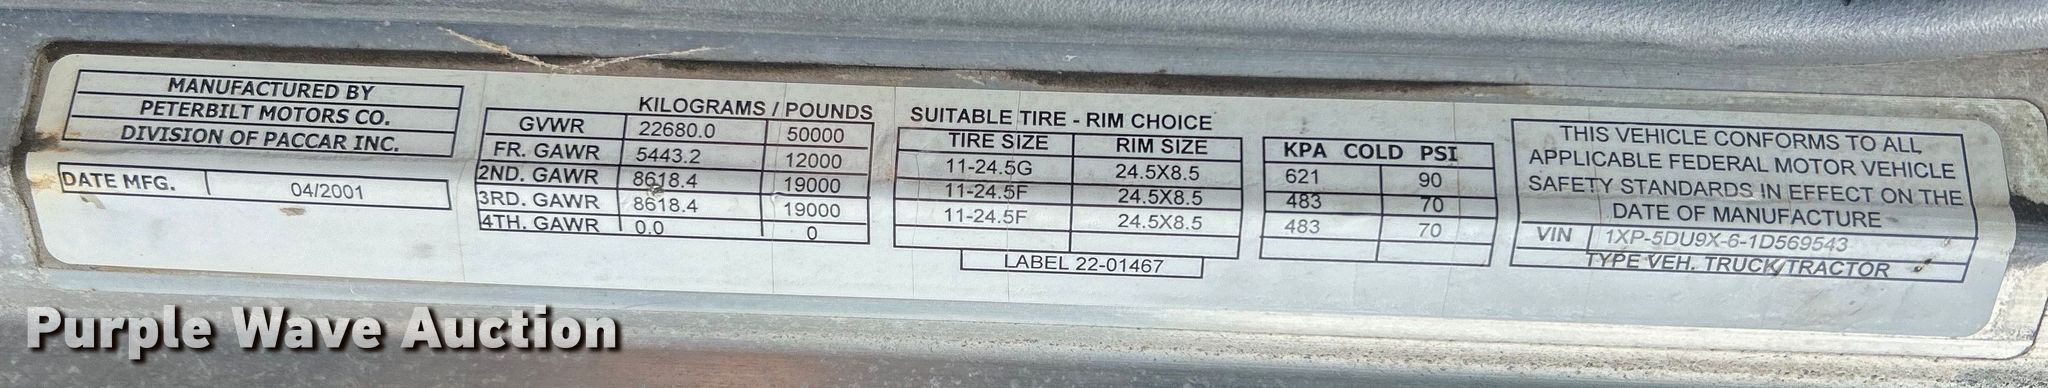 MANUFACTURED BY
PETERBILT MOTORS CO.
DIVISION OF PACCAR INC.
DATE MFG. 04/2001
KILOGRAMS / POUNDS
GVWR 22680.0 50000
FR. GAWR 5443.2 12000
2ND. GAWR 8618.4 19000
3RD. GAWR 8618.4 19000
4TH. GAWR 0.0 0
SUITABLE TIRE - RIM CHOICE
TIRE SIZE RIM SIZE
11-24.5G 24.5X8.5
11-24.5F 24.5X8.5
11-24.5F 24.5X8.5
LABEL 22-01467
KPA COLD PSI
621 90
483 70
483 70
THIS VEHICLE CONFORMS TO ALL
APPLICABLE FEDERAL MOTOR VEHICLE
SAFETY STANDARDS IN EFFECT ON THE
DATE OF MANUFACTURE
VIN 1XP-5DU9X-6-1D569543
TYPE VEH. TRUCK/TRACTOR
Purple Wave Auction